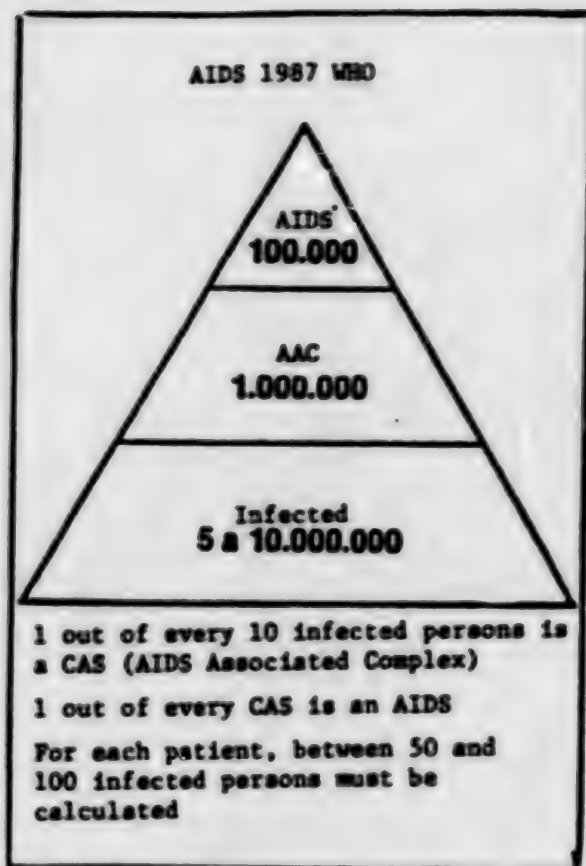 AIDS 1987 WHO
AIDS
100.000
AAC
1.000.000
Infected
5 a 10.000.000
1 out of every 10 infected persons is
a CAS (AIDS Associated Complex)
1 out of every CAS is an AIDS
For each patient, between 50 and
100 infected persons must be
calculated